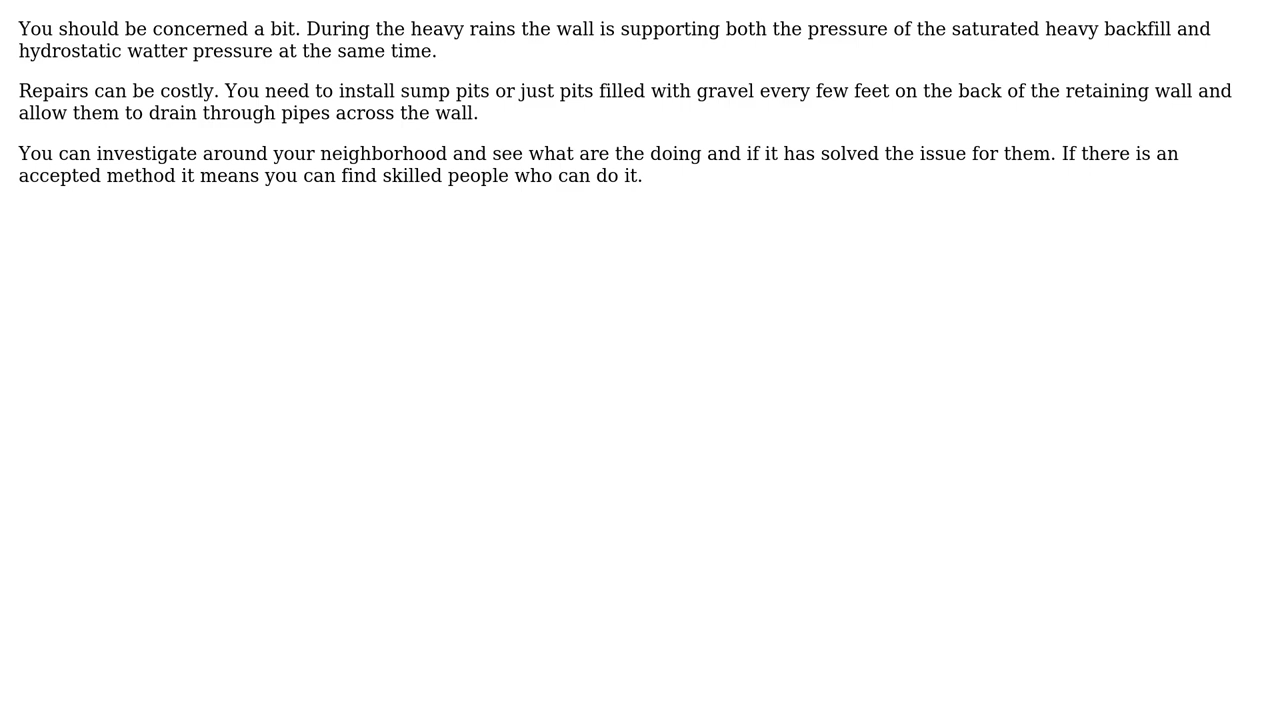 You should be concerned a bit. During the heavy rains the wall is supporting both the pressure of the saturated heavy backfill and
hydrostatic watter pressure at the same time.
Repairs can be costly. You need to install sump pits or just pits filled with gravel every few feet on the back of the retaining wall and
allow them to drain through pipes across the wall.
You can investigate around your neighborhood and see what are the doing and if it has solved the issue for them. If there is an
accepted method it means you can find skilled people who can do it.